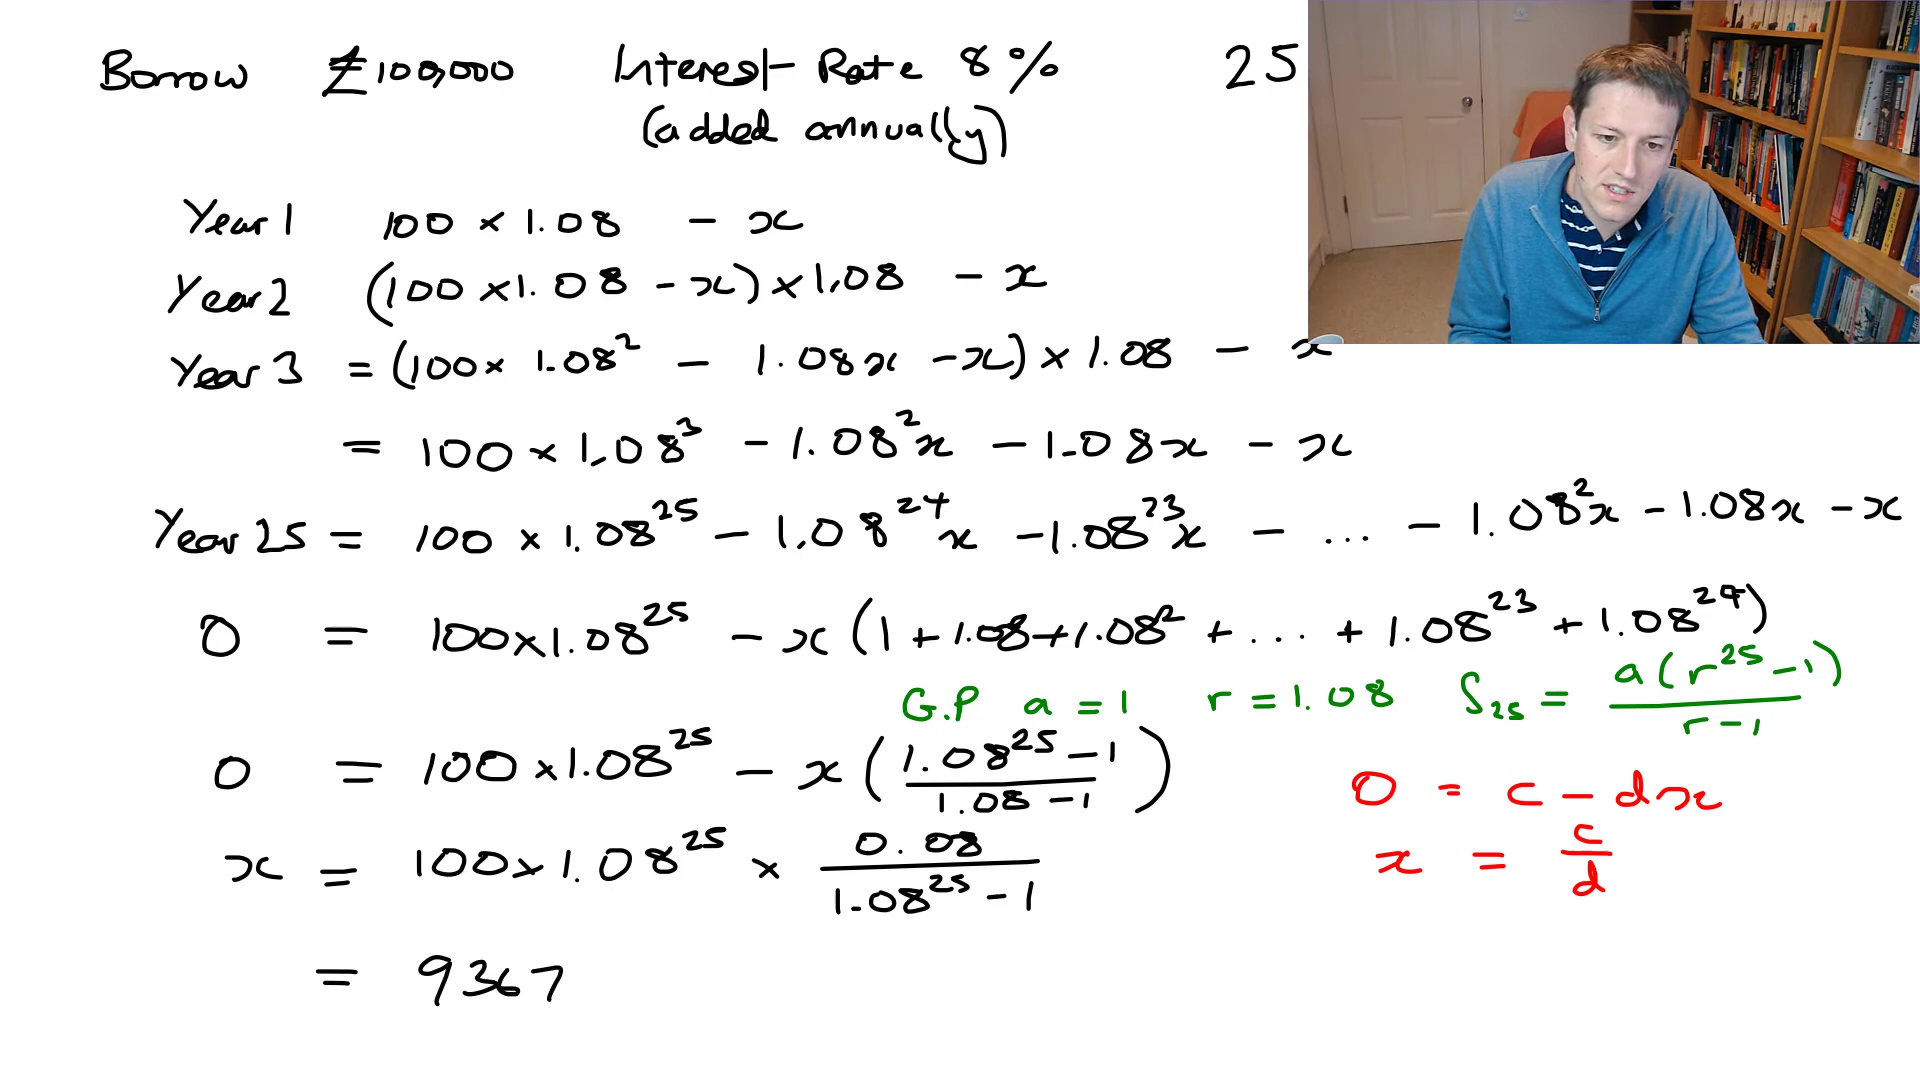 Borrow £100,000 Interest Rate 8% 25
(added annually)
Year 1 100 × 1.08 - x
Year 2 (100 × 1.08 - x) × 1.08 - x
Year 3 = (100 × 1.08² - 1.08x - x) × 1.08 - x
= 100 × 1.08³ - 1.08²x - 1.08x - x
Year 25 = 100 × 1.08²⁵ - 1.08²⁴x - 1.08²³x - ... - 1.08²x - 1.08x - x
0 = 100 × 1.08²⁵ - x (1 + 1.08 + 1.08² + ... + 1.08²³ + 1.08²⁴)
G.P a = 1 r = 1.08 S₂₅ = a(r²⁵ - 1) / r - 1
0 = 100 × 1.08²⁵ - x (1.08²⁵ - 1 / 1.08 - 1)
0 = c - dx
x = 100 × 1.08²⁵ × 0.08 / 1.08²⁵ - 1
x = c / d
= 9367